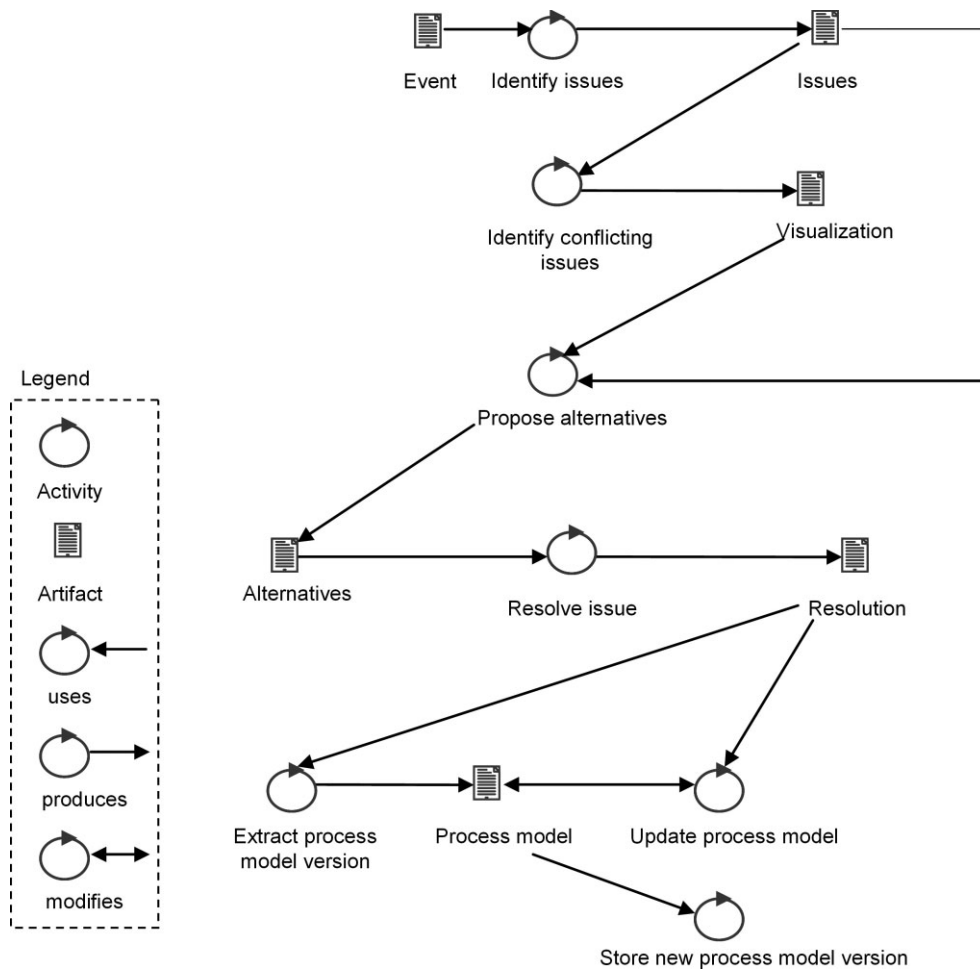 Event
Identify issues
Issues
Identify conflicting
issues
Visualization
Propose alternatives
Legend
Activity
Artifact
uses
produces
modifies
Alternatives
Resolve issue
Resolution
Extract process
model version
Process model
Update process model
Store new process model version